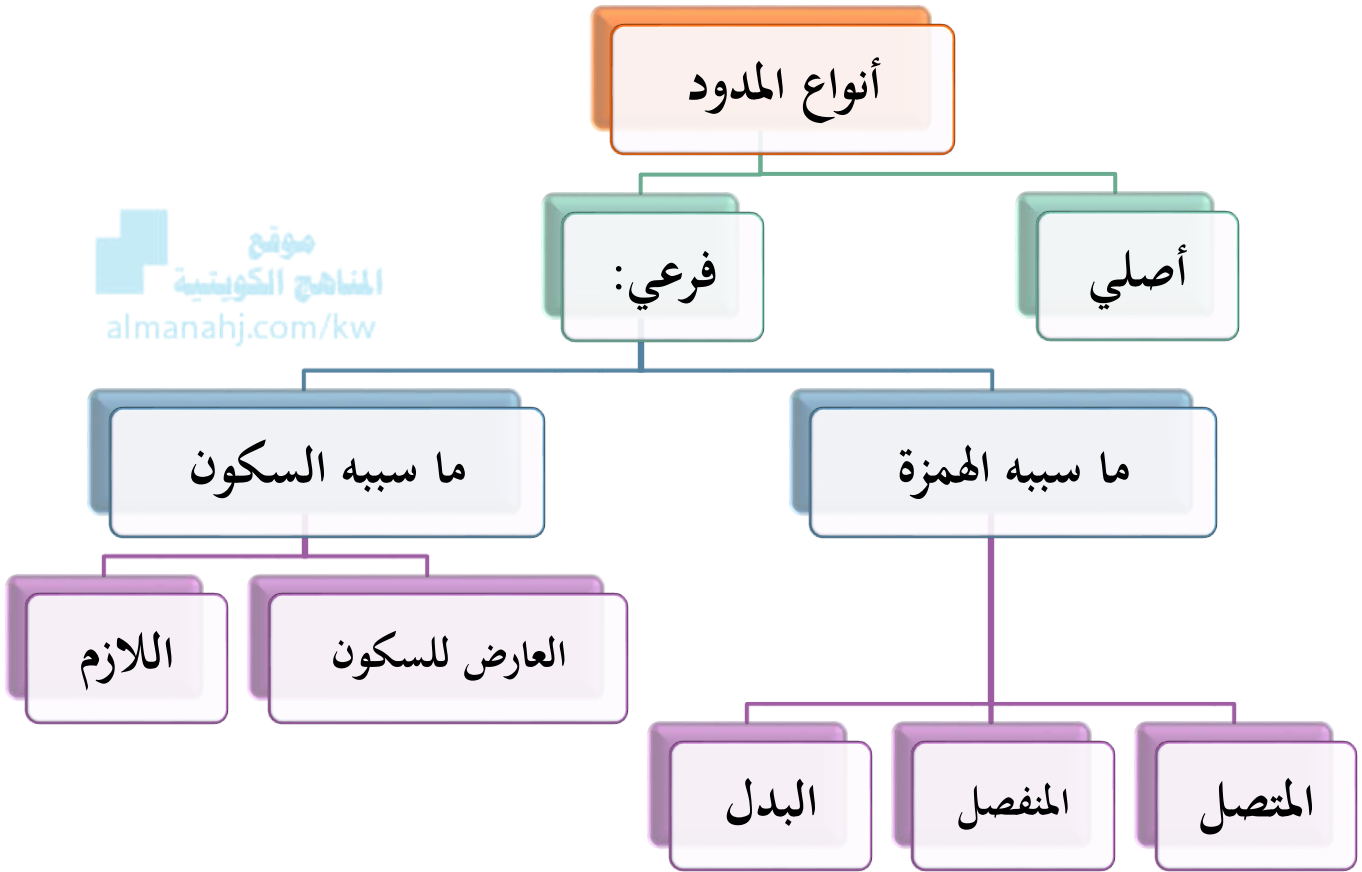 أنواع المدود
أصلي
فرعي:
موقع
المناهج الكويتية
almanahj.com/kw
ما سببه الهمزة
ما سببه السكون
العارض للسكون
اللازم
المتصل
المنفصل
البدل